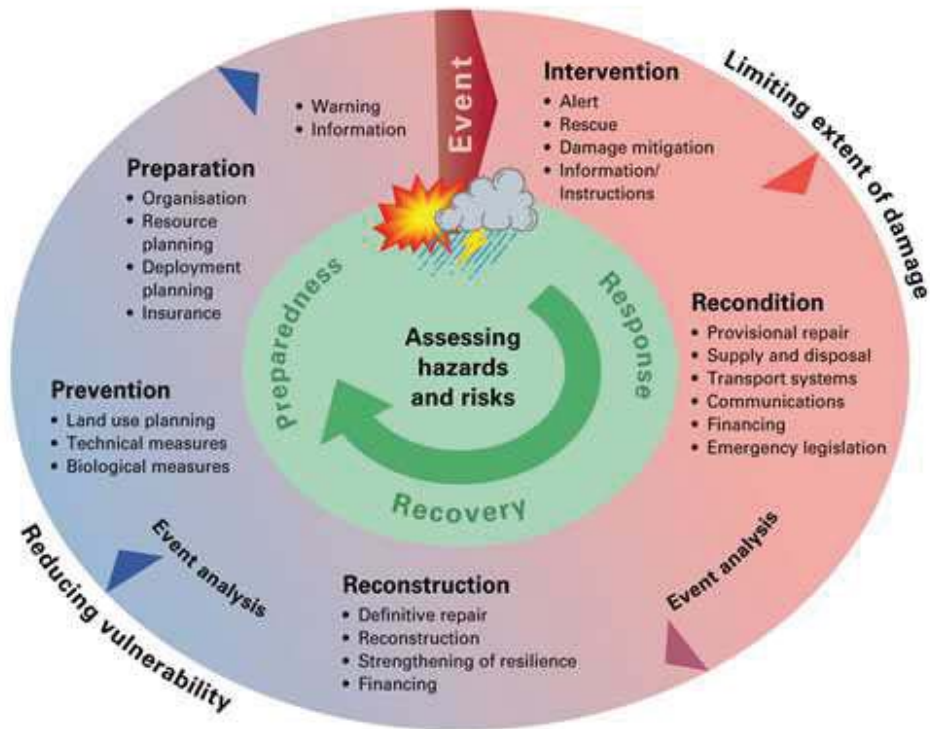 Event
Intervention
• Alert
• Rescue
• Damage mitigation
• Information/
Instructions
Limiting extent of damage
Recondition
• Provisional repair
• Supply and disposal
• Transport systems
• Communications
• Financing
• Emergency legislation
Event analysis
Reconstruction
• Definitive repair
• Reconstruction
• Strengthening of resilience
• Financing
Event analysis
Reducing vulnerability
Prevention
• Land use planning
• Technical measures
• Biological measures
Preparation
• Organisation
• Resource
planning
• Deployment
planning
• Insurance
• Warning
• Information
Preparedness
Response
Recovery
Assessing
hazards
and risks